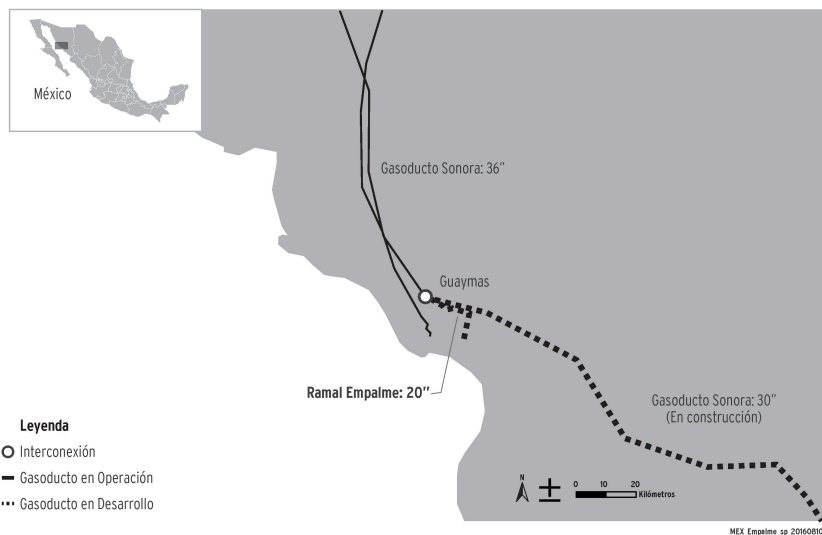 México
Gasoducto Sonora: 36”
Guaymas
Ramal Empalme: 20”
Gasoducto Sonora: 30”
(En construcción)
Leyenda
Interconexión
Gasoducto en Operación
Gasoducto en Desarrollo
N
0 10 20
Kilómetros
MEX Empalme sp 20160810